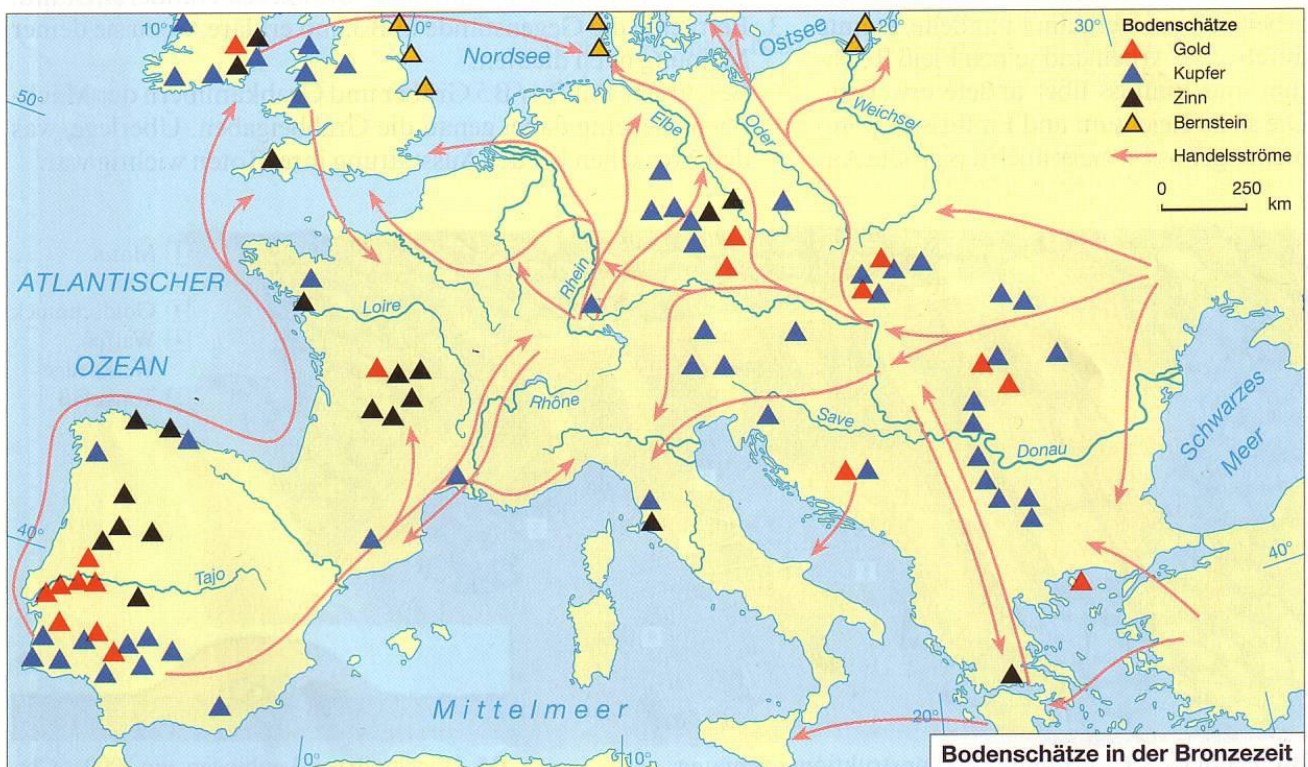 10°
0°
20°
30°
50°
40°
40°
20°
0°
10°
Nordsee
Ostsee
Elbe
Oder
Weichsel
Rhein
Loire
Rhône
Save
Donau
Tajo
ATLANTISCHER
OZEAN
Schwarzes
Meer
Mittelmeer
Bodenschätze
Gold
Kupfer
Zinn
Bernstein
Handelsströme
0 250
km
Bodenschätze in der Bronzezeit